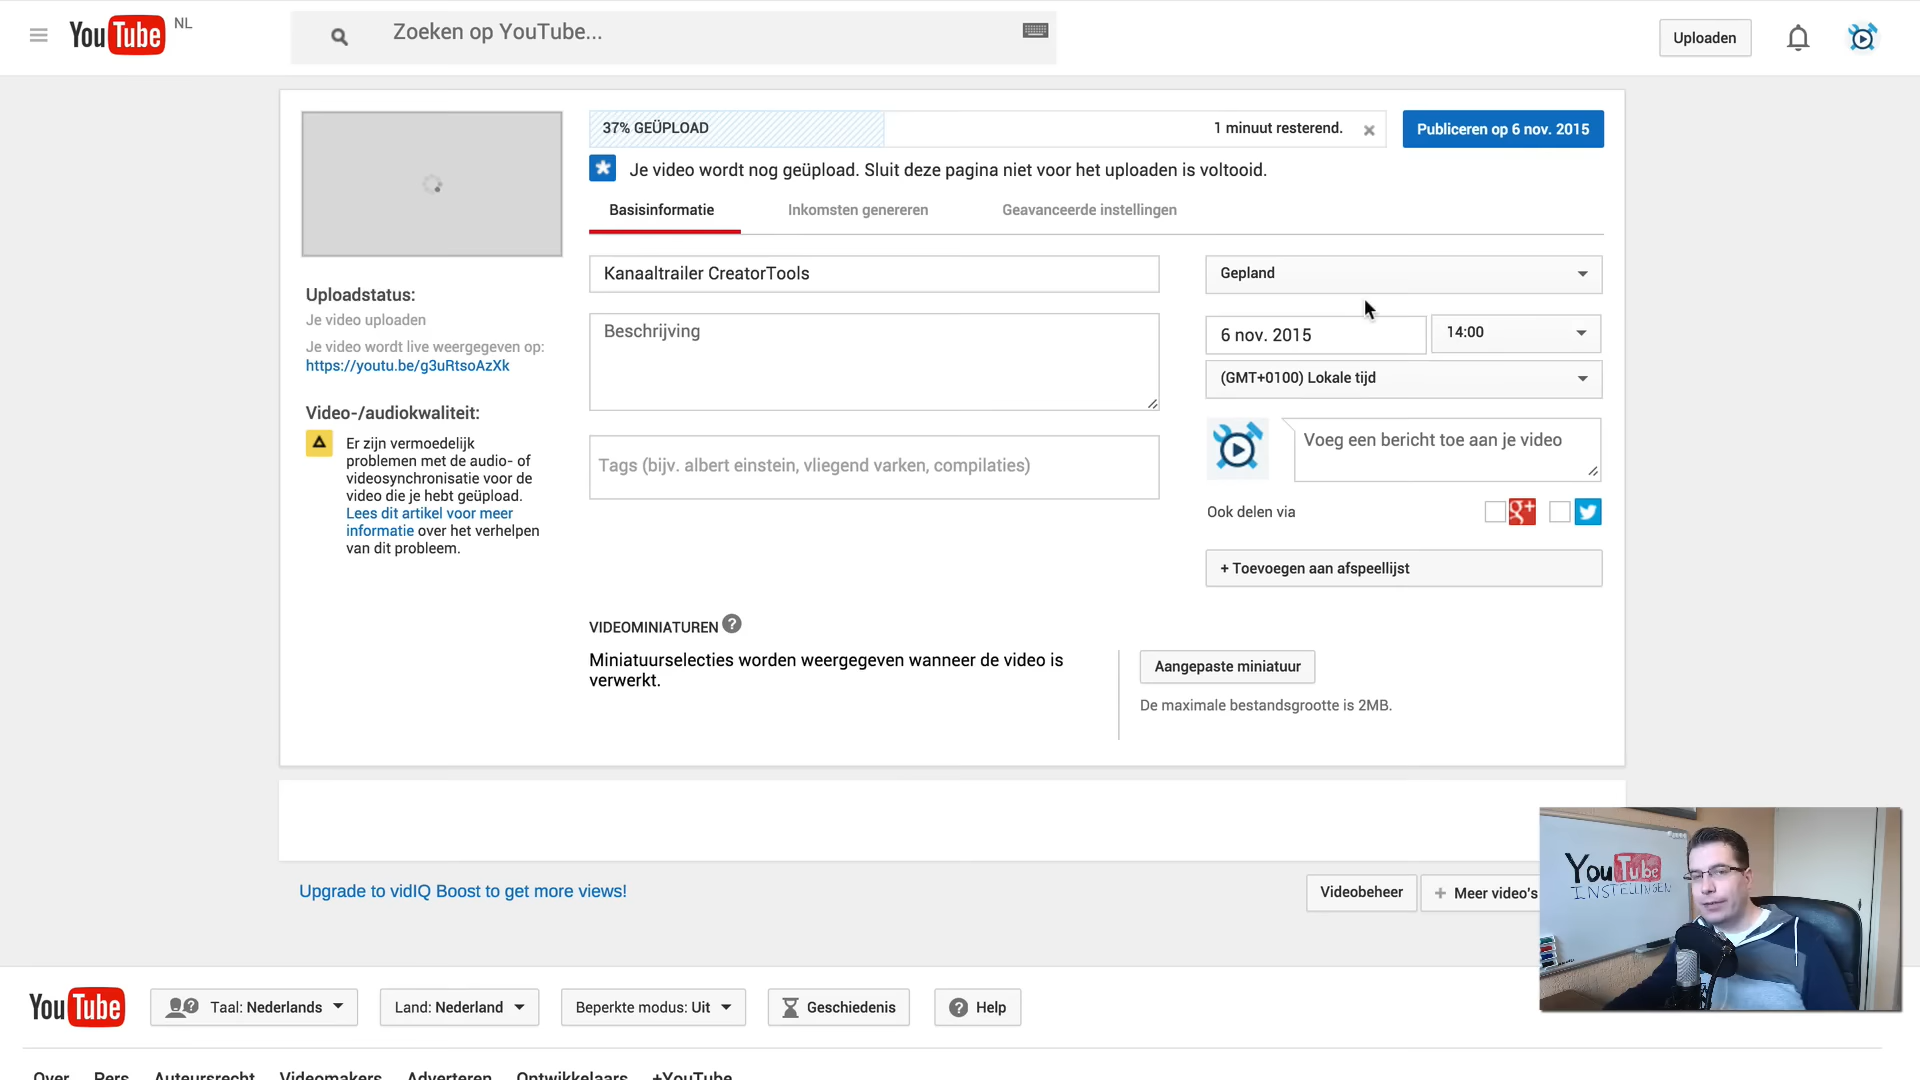 YouTube NL
Zoeken op YouTube...
Uploaden
37% GEÜPLOAD
1 minuut resterend.
Publiceren op 6 nov. 2015
Je video wordt nog geüpload. Sluit deze pagina niet voor het uploaden is voltooid.
Basisinformatie
Inkomsten genereren
Geavanceerde instellingen
Kanaaltrailer CreatorTools
Gepland
Uploadstatus:
Je video uploaden
Je video wordt live weergegeven op:
https://youtu.be/g3uRtsoAzXk
Beschrijving
6 nov. 2015
14:00
(GMT+0100) Lokale tijd
Video-/audiokwaliteit:
Er zijn vermoedelijk
problemen met de audio- of
videosynchronisatie voor de
video die je hebt geüpload.
Lees dit artikel voor meer
informatie over het verhelpen
van dit probleem.
Tags (bijv. albert einstein, vliegend varken, compilaties)
Voeg een bericht toe aan je video
Ook delen via
g+
+ Toevoegen aan afspeellijst
VIDEOMINIATUREN ?
Miniatuurselecties worden weergegeven wanneer de video is
verwerkt.
Aangepaste miniatuur
De maximale bestandsgrootte is 2MB.
Upgrade to vidIQ Boost to get more views!
Videobeheer
+ Meer video's
YouTube
INSTELLINGEN
YouTube
Taal: Nederlands
Land: Nederland
Beperkte modus: Uit
Geschiedenis
? Help
Over
Pers
Auteursrecht
Videomakers
Adverteren
Ontwikkelaars
+YouTube